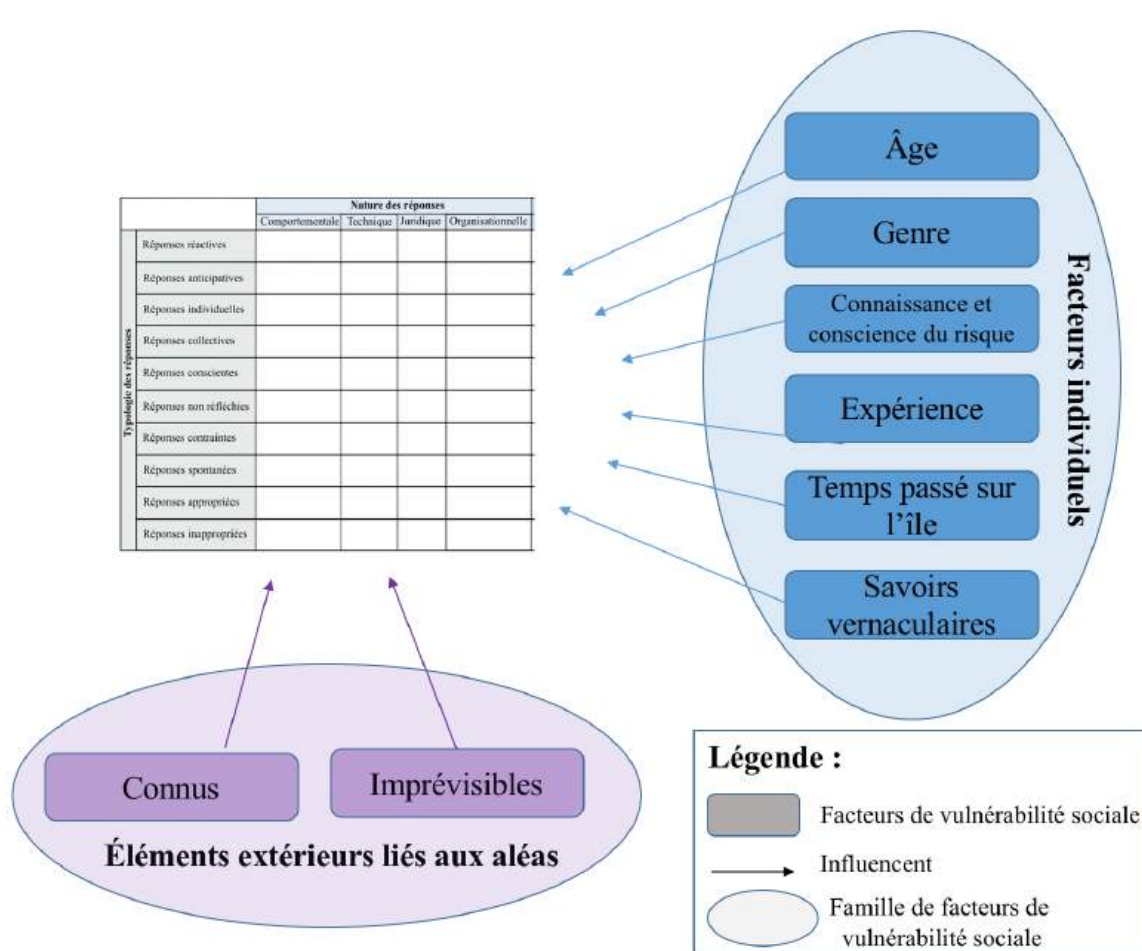 Nature des réponses
Comportementale Technique Juridique Organisationnelle
Typologie des réponses
Réponses réactives
Réponses anticipatives
Réponses individuelles
Réponses collectives
Réponses conscientes
Réponses non réfléchies
Réponses contraintes
Réponses spontanées
Réponses appropriées
Réponses inappropriées
Âge
Genre
Connaissance et
conscience du risque
Expérience
Temps passé sur
l'île
Savoirs
vernaculaires
Facteurs individuels
Connus
Imprévisibles
Éléments extérieurs liés aux aléas
Légende :
Facteurs de vulnérabilité sociale
Influencent
Famille de facteurs de
vulnérabilité sociale